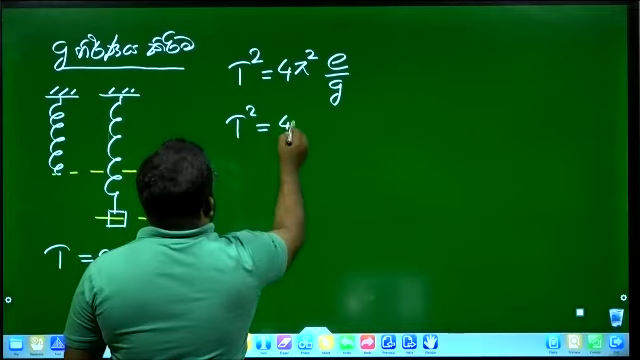 g නිර්ණය කිරීම
T² = 4π² e/g
T² = 4
T =